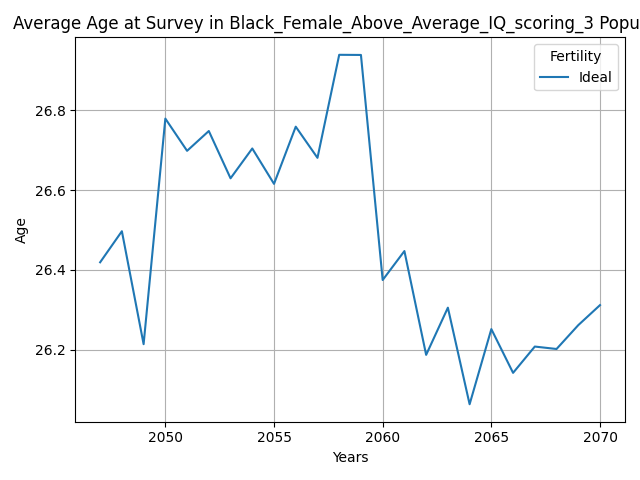 Average Age at Survey in Black_Female_Above_Average_IQ_scoring_3 Popu
Fertility
Ideal
Age
26.8
26.6
26.4
26.2
2050 2055 2060 2065 2070
Years